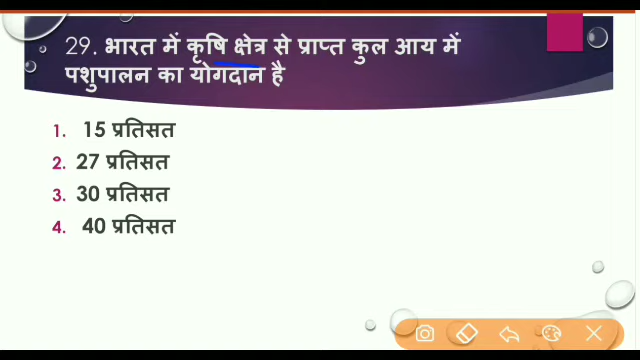 29. भारत में कृषि क्षेत्र से प्राप्त कुल आय में
पशुपालन का योगदान है
1. 15 प्रतिसत
2. 27 प्रतिसत
3. 30 प्रतिसत
4. 40 प्रतिसत